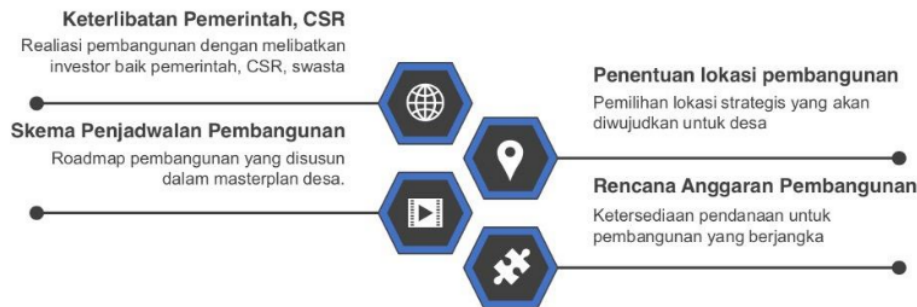 Keterlibatan Pemerintah, CSR
Realiasi pembangunan dengan melibatkan
investor baik pemerintah, CSR, swasta
Penentuan lokasi pembangunan
Pemilihan lokasi strategis yang akan
diwujudkan untuk desa
Skema Penjadwalan Pembangunan
Roadmap pembangunan yang disusun
dalam masterplan desa.
Rencana Anggaran Pembangunan
Ketersediaan pendanaan untuk
pembangunan yang berjangka